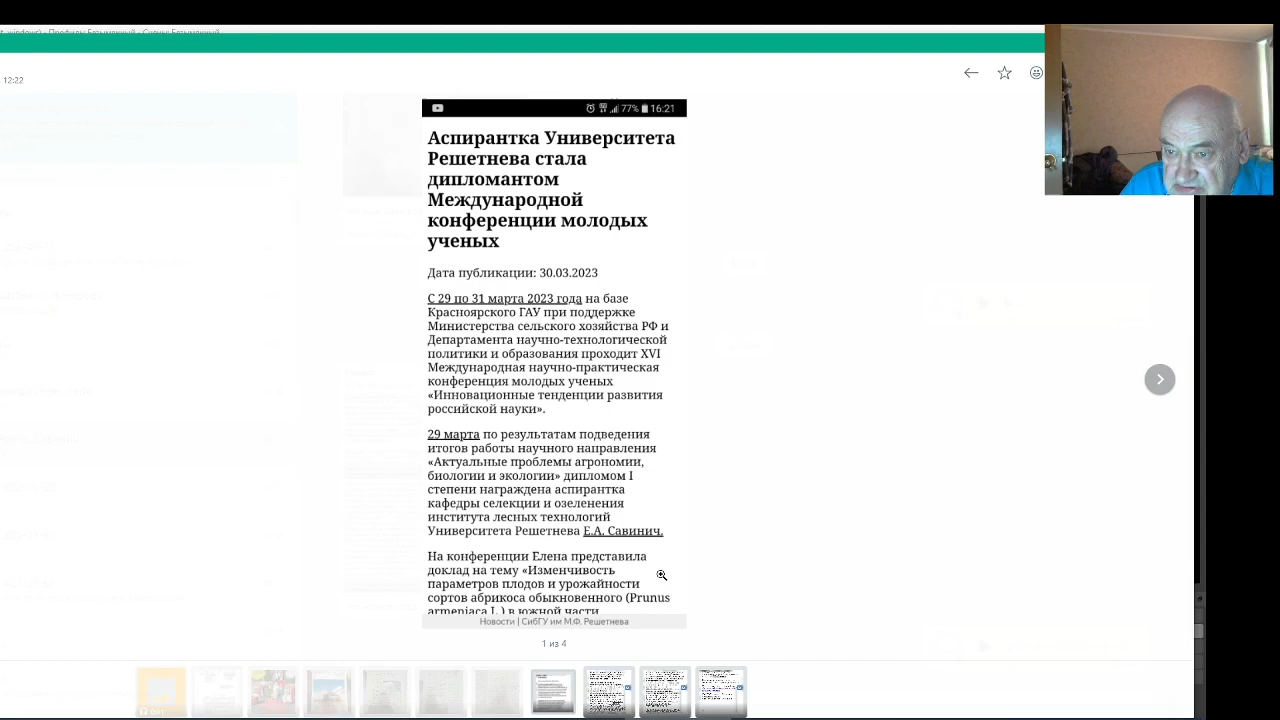 12:22
77% 16:21
Аспирантка Университета
Решетнева стала
дипломантом
Международной
конференции молодых
ученых
Дата публикации: 30.03.2023
С 29 по 31 марта 2023 года на базе
Красноярского ГАУ при поддержке
Министерства сельского хозяйства РФ и
Департамента научно-технологической
политики и образования проходит XVI
Международная научно-практическая
конференция молодых ученых
«Инновационные тенденции развития
российской науки».
29 марта по результатам подведения
итогов работы научного направления
«Актуальные проблемы агрономии,
биологии и экологии» дипломом I
степени награждена аспирантка
кафедры селекции и озеленения
института лесных технологий
Университета Решетнева Е.А. Савинич.
На конференции Елена представила
доклад на тему «Изменчивость
параметров плодов и урожайности
сортов абрикоса обыкновенного (Prunus
armeniaca L.) в южной части
Новости | СибГУ им М.Ф. Решетнева
1 из 4